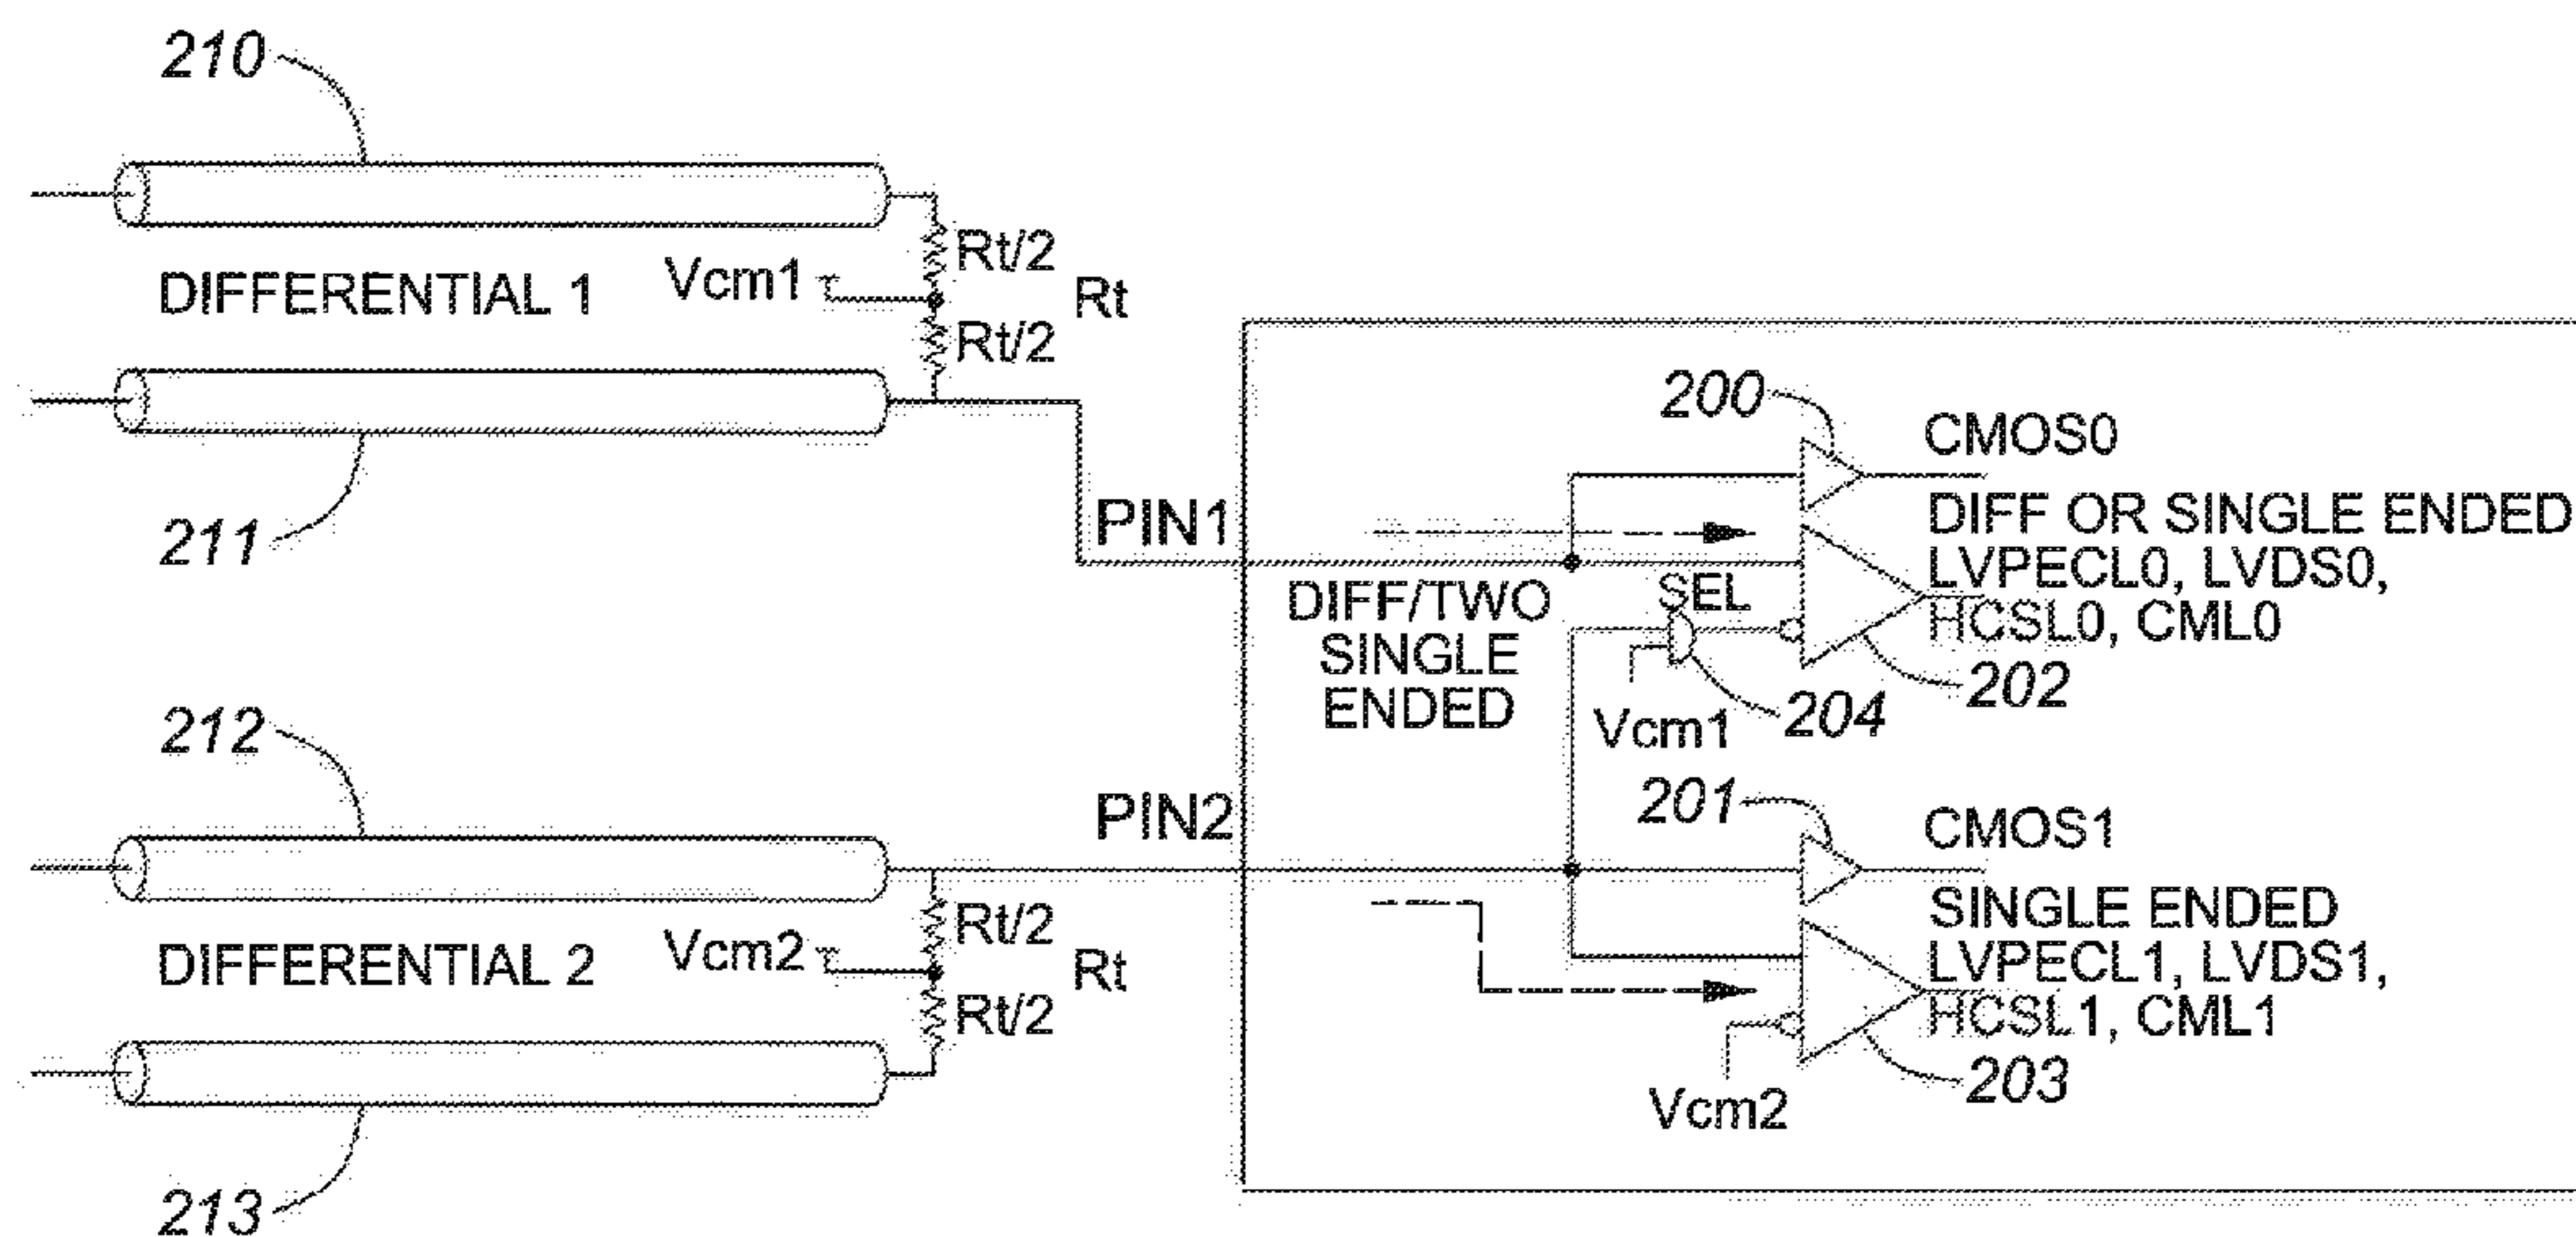 210
DIFFERENTIAL 1
Vcm1
Rt/2
Rt
Rt/2
211
PIN1
200
CMOS0
DIFF OR SINGLE ENDED
LVPECL0, LVDS0,
HCSL0, CML0
DIFF/TWO
SINGLE
ENDED
SEL
202
204
Vcm1
212
PIN2
201
CMOS1
DIFFERENTIAL 2
Vcm2
Rt/2
Rt
Rt/2
SINGLE ENDED
LVPECL1, LVDS1,
HCSL1, CML1
203
Vcm2
213